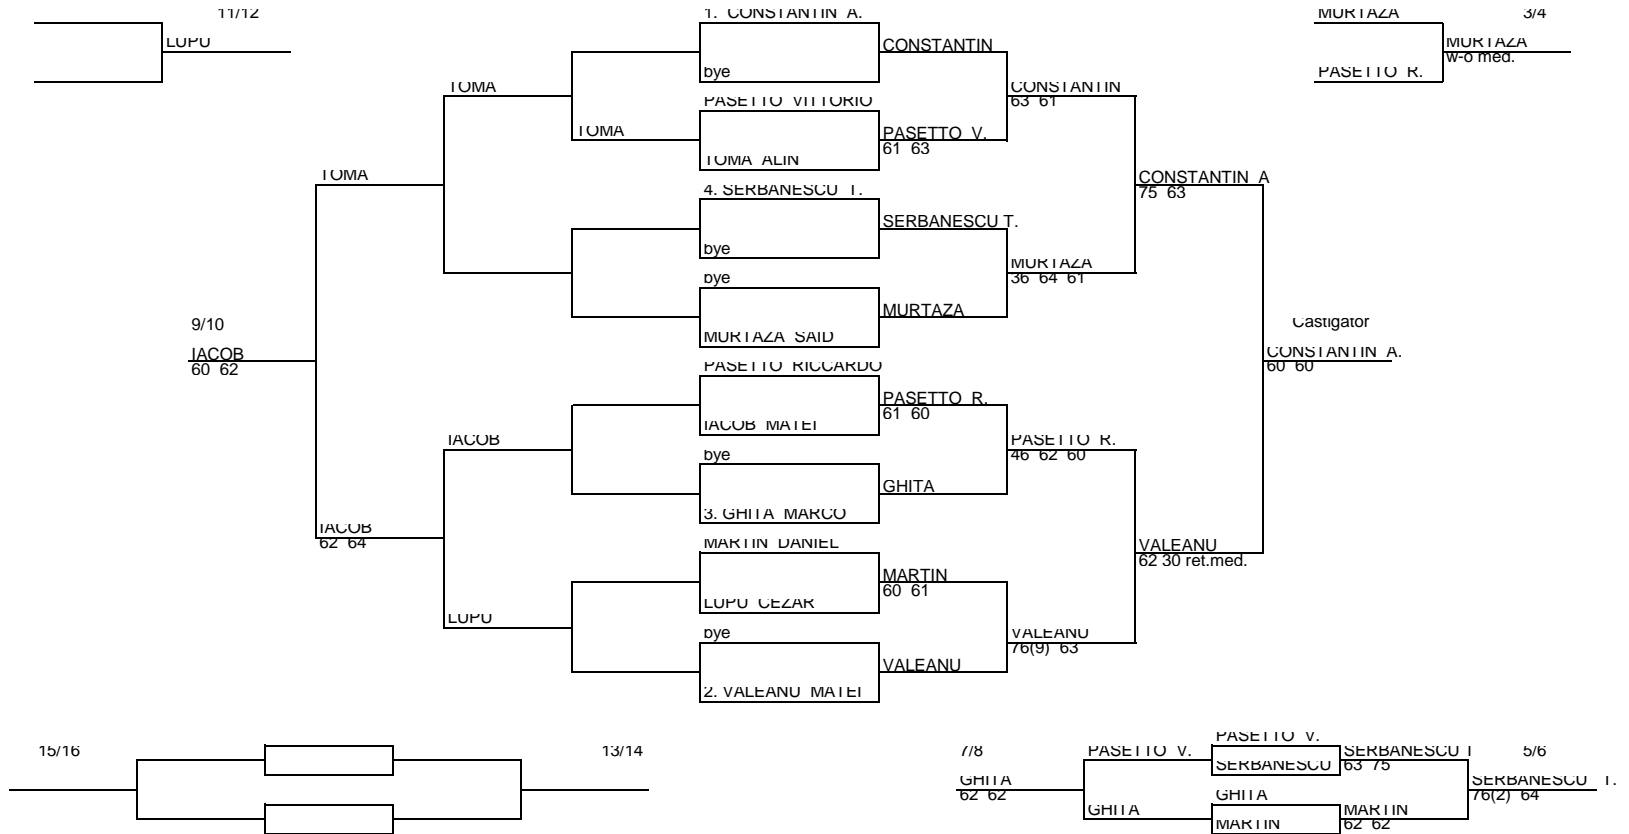 11/12
LUPU
1. CONSTANTIN A.
bye
PASETTO VITTORIO
TOMA ALIN
4. SERBANESCU T.
bye
bye
MURTAZA SAID
PASETTO RICCARDO
IACOB MATEI
bye
3. GHITA MARCO
MARTIN DANIEL
LUPU CEZAR
bye
2. VALEANU MATEI
CONSTANTIN
PASETTO V.
61 63
SERBANESCU T.
MURTAZA
PASETTO R.
61 60
GHITA
MARTIN
60 61
VALEANU
CONSTANTIN
63 61
MURTAZA
36 64 61
PASETTO R.
46 62 60
VALEANU
76(9) 63
CONSTANTIN A
75 63
VALEANU
62 30 ret.med.
Castigator
CONSTANTIN A.
60 60
MURTAZA
PASETTO R.
3/4
MURTAZA
w-o med.
TOMA
TOMA
IACOB
LUPU
TOMA
IACOB
62 64
9/10
IACOB
60 62
15/16
13/14
7/8
GHITA
62 62
PASETTO V.
GHITA
PASETTO V.
SERBANESCU
GHITA
MARTIN
SERBANESCU T
63 75
MARTIN
62 62
5/6
SERBANESCU T.
76(2) 64